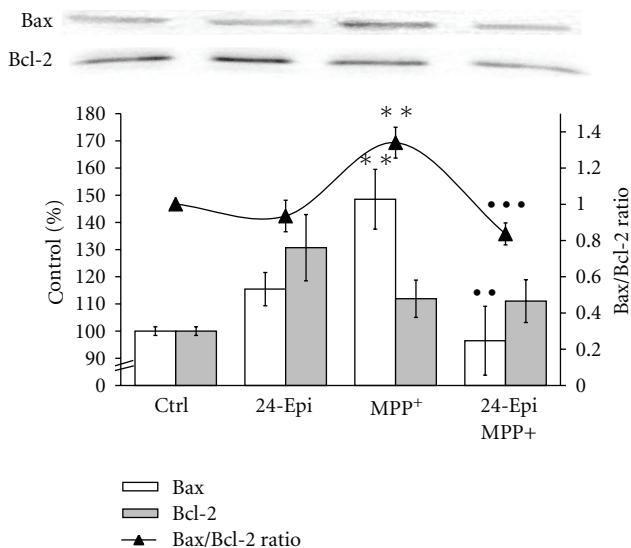 Bax
Bcl-2
180
170
160
150
140
130
120
110
100
90
0
Control (%)
1.4
1.2
1
0.8
0.6
0.4
0.2
0
Bax/Bcl-2 ratio
∗∗
∗∗
•••
••
Ctrl
24-Epi
MPP+
24-Epi
MPP+
Bax
Bcl-2
Bax/Bcl-2 ratio